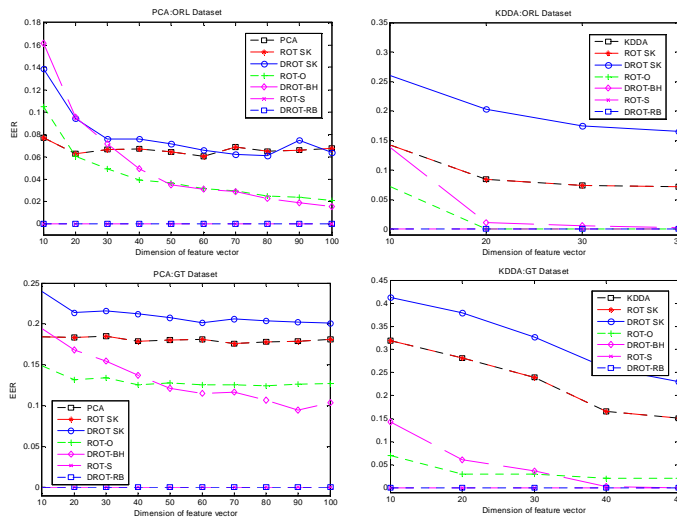 PCA:ORL Dataset
0.18
0.16
0.14
0.12
0.1
0.08
0.06
0.04
0.02
0
EER
10 20 30 40 50 60 70 80 90 100
Dimension of feature vector
PCA
ROT SK
DROT SK
ROT-O
DROT-BH
ROT-S
DROT-RB
KDDA:ORL Dataset
0.35
0.3
0.25
0.2
0.15
0.1
0.05
0
10 20 30
Dimension of feature vector
KDDA
ROT SK
DROT SK
ROT-O
DROT-BH
ROT-S
DROT-RB
PCA:GT Dataset
0.25
0.2
0.15
0.1
0.05
0
EER
10 20 30 40 50 60 70 80 90 100
Dimension of feature vector
PCA
ROT SK
DROT SK
ROT-O
DROT-BH
ROT-S
DROT-RB
KDDA:GT Dataset
0.45
0.4
0.35
0.3
0.25
0.2
0.15
0.1
0.05
0
10 20 30 40
Dimension of feature vector
KDDA
ROT SK
DROT SK
ROT-O
DROT-BH
ROT-S
DROT-RB